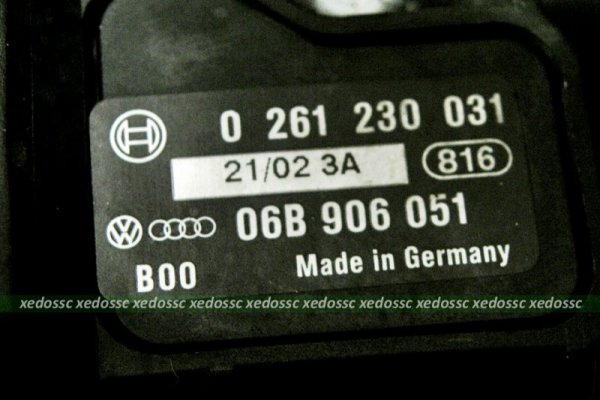 0 261 230 031
21/02 3A 816
06B 906 051
B00 Made in Germany
xedossc xedossc xedossc xedossc xedossc xedossc xedossc xedossc xedossc xedossc